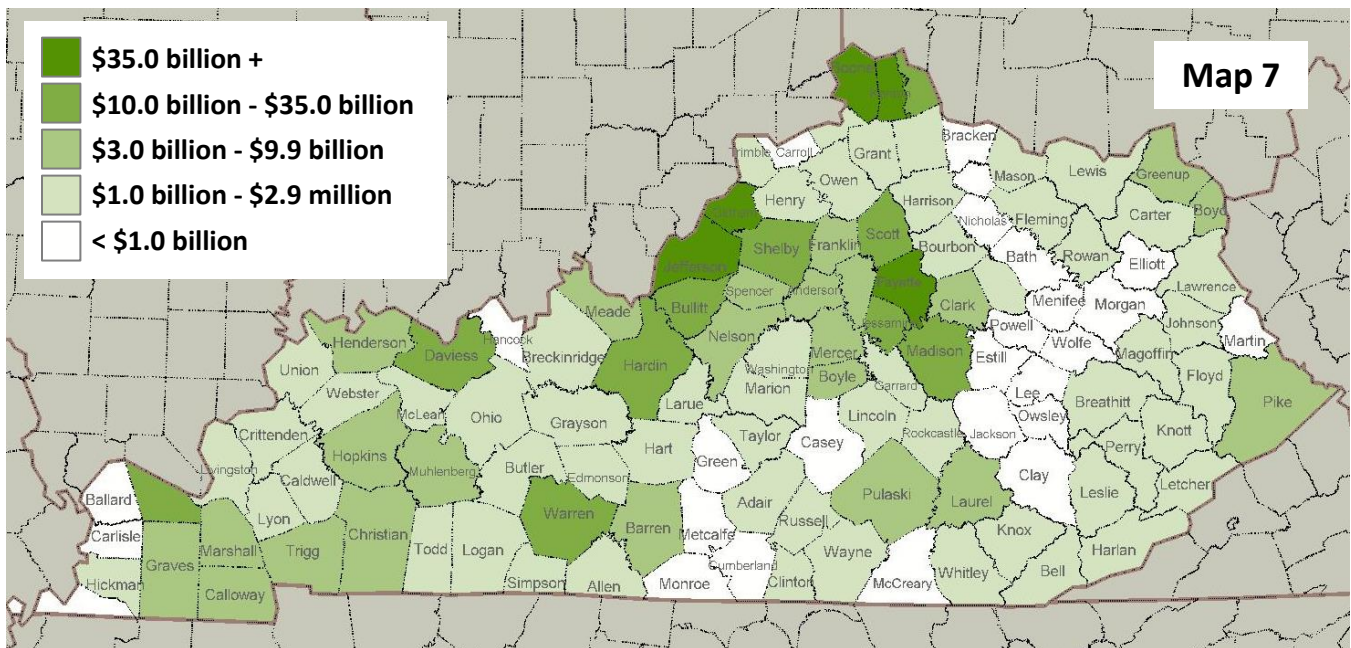 $35.0 billion +
$10.0 billion - $35.0 billion
$3.0 billion - $9.9 billion
$1.0 billion - $2.9 million
< $1.0 billion
Map 7
Boone
Kenton
Bracken
Trimble
Carroll
Grant
Mason
Lewis
Greenup
Owen
Henry
Harrison
Oldham
Nicholas
Fleming
Carter
Boyd
Scott
Franklin
Shelby
Bourbon
Bath
Rowan
Elliott
Jefferson
Fayette
Spencer
Anderson
Menifee
Morgan
Lawrence
Meade
Bullitt
Clark
Jessamine
Powell
Johnson
Martin
Henderson
Daviess
Hancock
Breckinridge
Hardin
Nelson
Mercer
Madison
Estill
Wolfe
Magoffin
Union
Washington
Boyle
Garrard
Floyd
Webster
McLean
Ohio
Grayson
Larue
Marion
Lincoln
Lee
Owsley
Breathitt
Pike
Crittenden
Hopkins
Muhlenberg
Butler
Hart
Taylor
Casey
Rockcastle
Jackson
Perry
Knott
Livingston
Caldwell
Edmonson
Green
Clay
Leslie
Letcher
Ballard
Lyon
Warren
Barren
Adair
Pulaski
Laurel
Carlisle
Marshall
Trigg
Christian
Todd
Logan
Metcalfe
Russell
Knox
Harlan
Hickman
Graves
Calloway
Simpson
Allen
Monroe
Cumberland
Clinton
Wayne
McCreary
Whitley
Bell